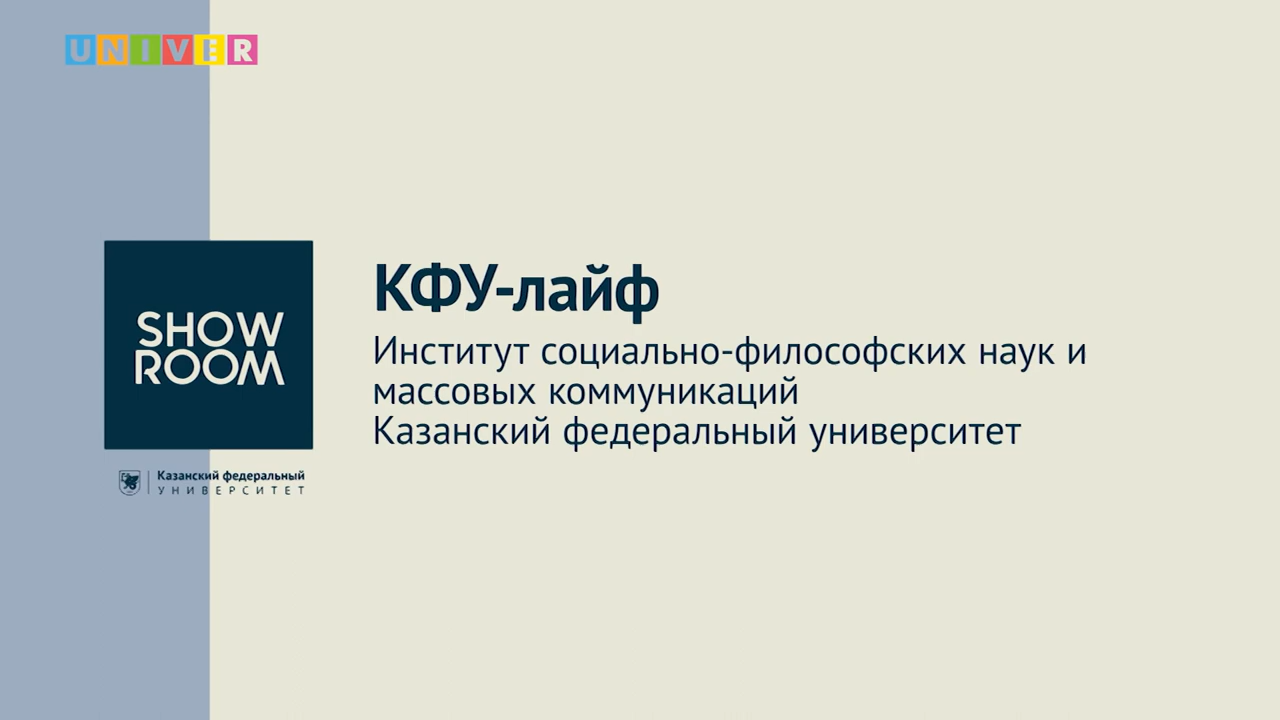 UNIVER
SHOW
ROOM
Казанский федеральный
УНИВЕРСИТЕТ
КФУ-лайф
Институт социально-философских наук и
массовых коммуникаций
Казанский федеральный университет